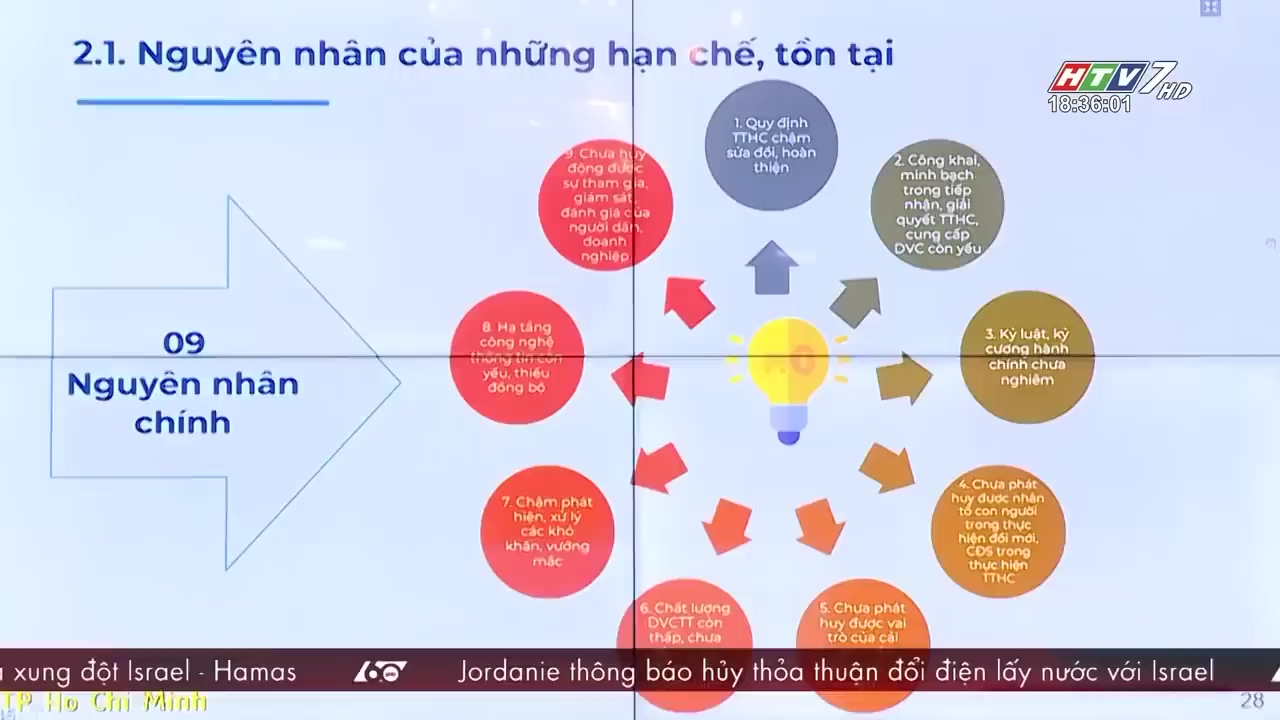 2.1. Nguyên nhân của những hạn chế, tồn tại
HTV7 HD
18:36:01
09
Nguyên nhân
chính
1. Quy định
TTHC chậm
sửa đổi, hoàn
thiện
2. Công khai,
minh bạch
trong tiếp
nhận, giải
quyết TTHC,
cung cấp
DVC còn yếu
3. Kỷ luật, kỷ
cương hành
chính chưa
nghiêm
4. Chưa phát
huy được nhân
tố con người
trong thực
hiện đổi mới,
CĐS trong
thực hiện
TTHC
5. Chưa phát
huy được vai
trò của cải
6. Chất lượng
DVCTT còn
thấp, chưa
7. Chậm phát
hiện, xử lý
các khó
khăn, vướng
mắc
8. Hạ tầng
công nghệ
thông tin còn
yếu, thiếu
đồng bộ
9. Chưa huy
động được
sự tham gia,
giám sát,
đánh giá của
người dân,
doanh
nghiệp
xung đột Israel - Hamas
60 giây
Jordanie thông báo hủy thỏa thuận đổi điện lấy nước với Israel
TP Ho Chi Minh
28